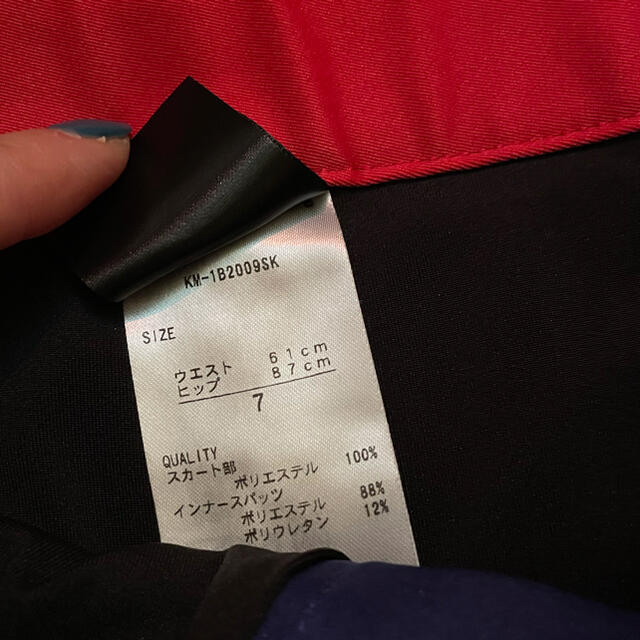 KM-1B2009SK
SIZE
ウエスト 61cm
ヒップ 87cm
7
QUALITY
スカート部 100%
ポリエステル
インナースパッツ
ポリエステル 88%
ポリウレタン 12%